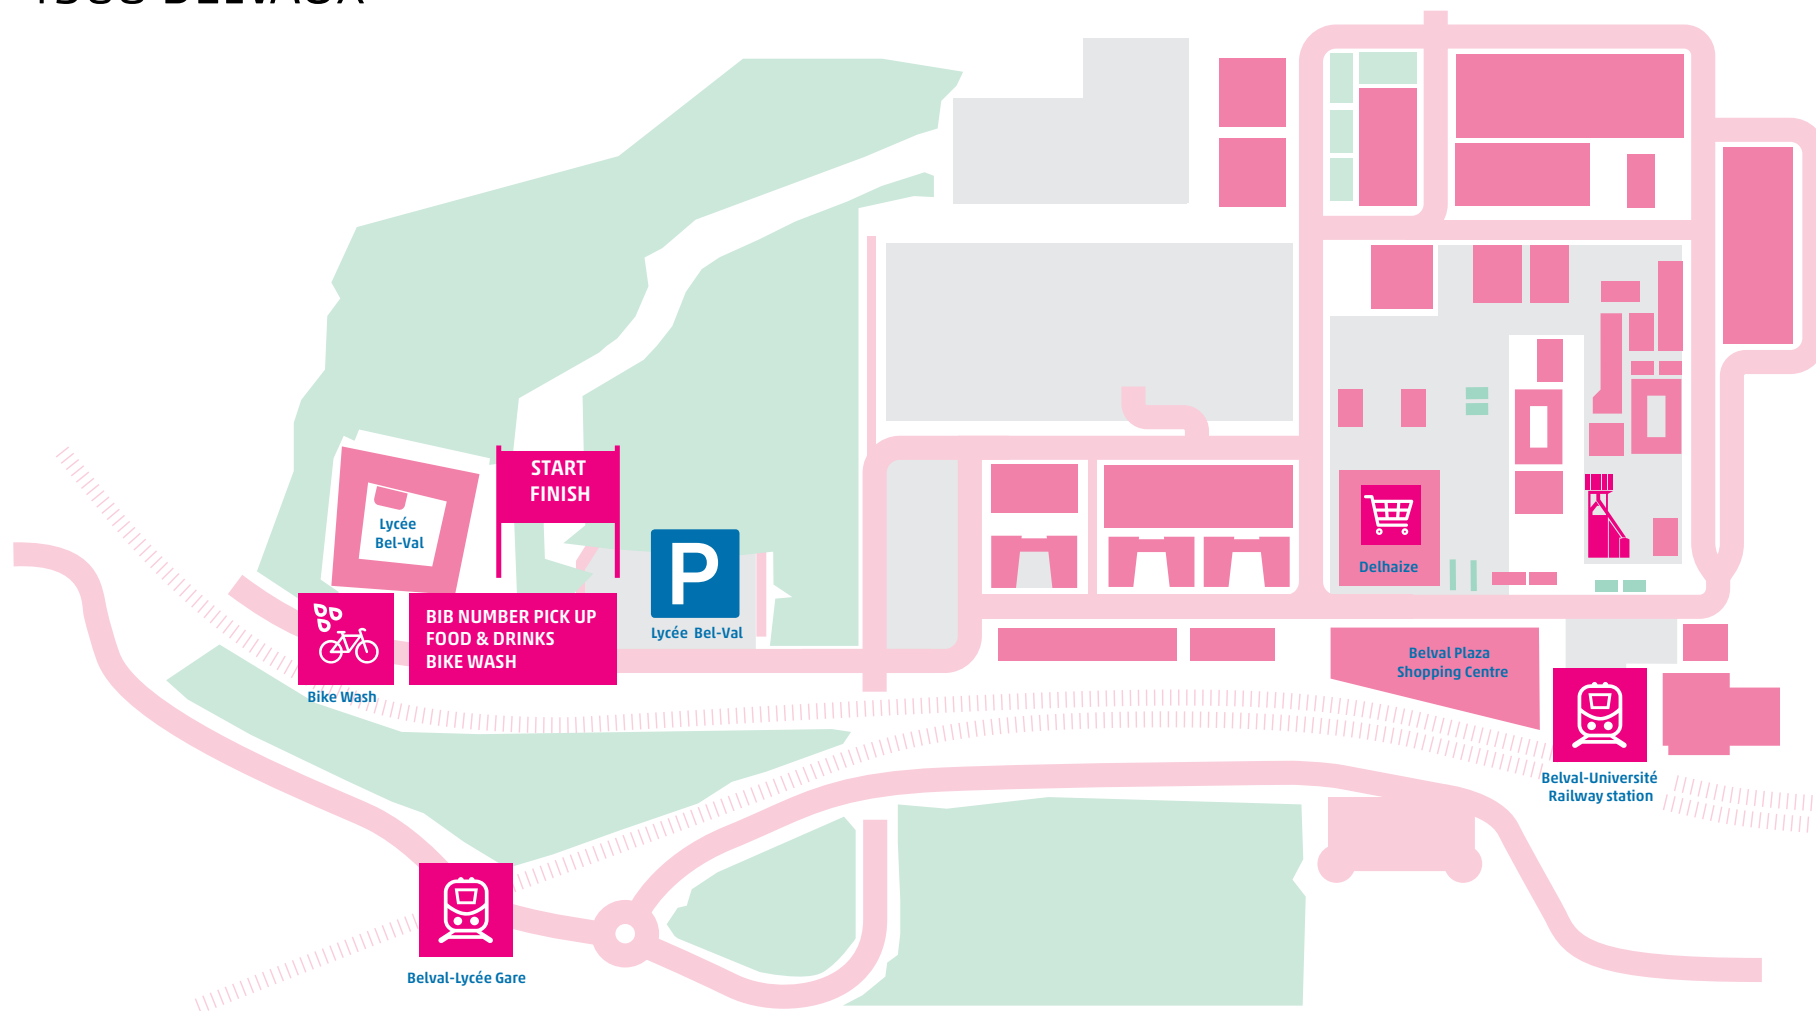 START
FINISH
Lycée
Bel-Val
P
Lycée Bel-Val
BIB NUMBER PICK UP
FOOD & DRINKS
BIKE WASH
Bike Wash
Delhaize
Belval Plaza
Shopping Centre
Belval-Université
Railway station
Belval-Lycée Gare